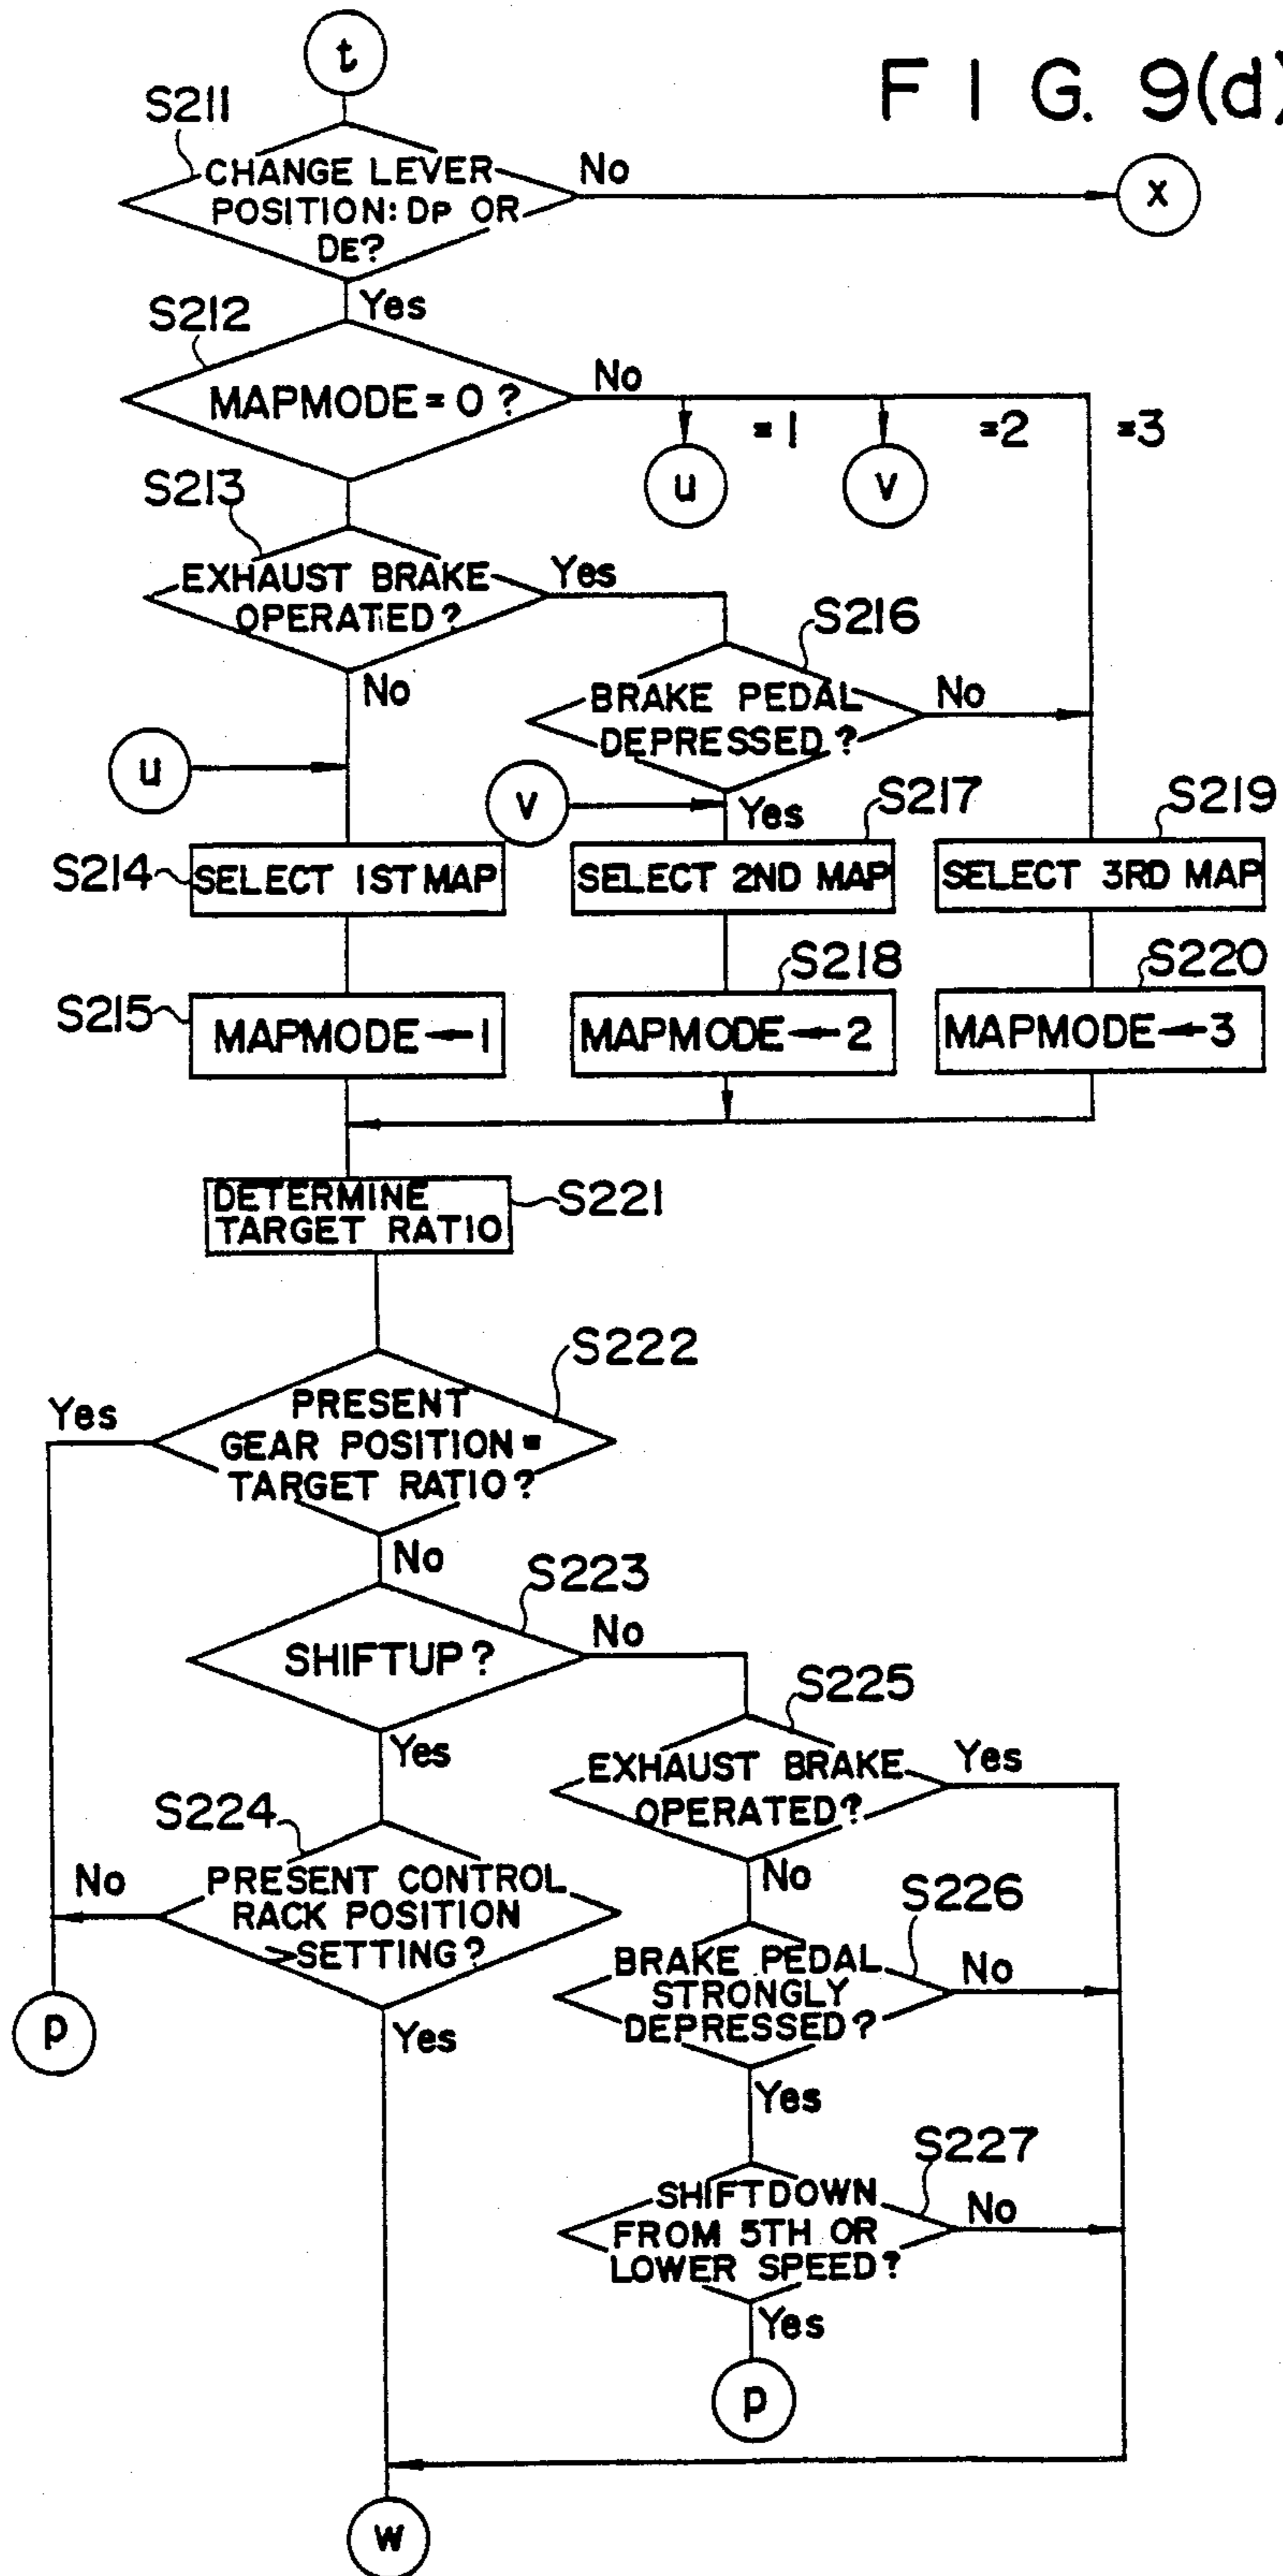 t
F I G. 9(d)
S211
CHANGE LEVER
POSITION: DP OR
DE?
No
x
Yes
S212
MAPMODE = 0 ?
No
= 1
=2
=3
u
v
S213
EXHAUST BRAKE
OPERATED?
Yes
No
S216
BRAKE PEDAL
DEPRESSED ?
No
Yes
u
v
S214
SELECT 1ST MAP
S217
SELECT 2ND MAP
S219
SELECT 3RD MAP
S215
MAPMODE ← 1
S218
MAPMODE ← 2
S220
MAPMODE ← 3
DETERMINE
TARGET RATIO
S221
S222
PRESENT
GEAR POSITION =
TARGET RATIO?
Yes
No
S223
SHIFTUP?
No
Yes
S225
EXHAUST BRAKE
OPERATED?
Yes
No
S224
PRESENT CONTROL
RACK POSITION
>SETTING?
No
Yes
p
S226
BRAKE PEDAL
STRONGLY
DEPRESSED?
No
Yes
S227
SHIFTDOWN
FROM 5TH OR
LOWER SPEED?
No
Yes
p
w